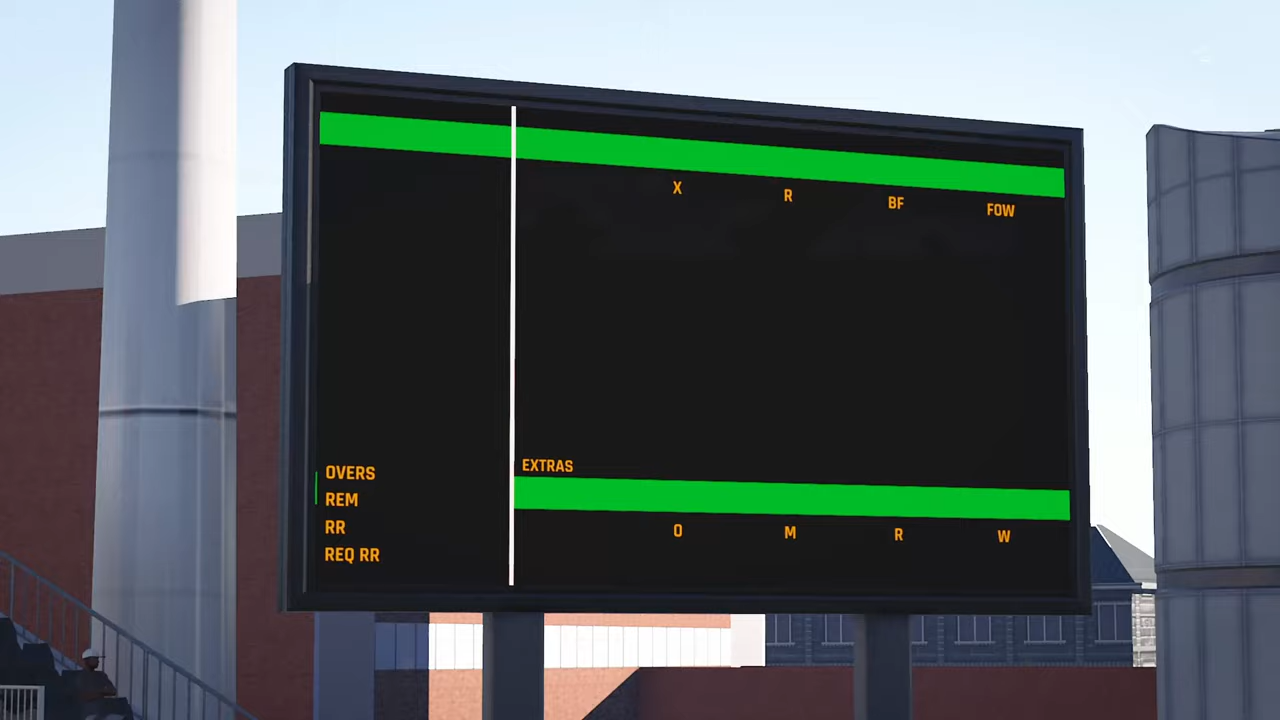 X R BF FOW
EXTRAS
OVERS
REM
RR
REQ RR
O M R W